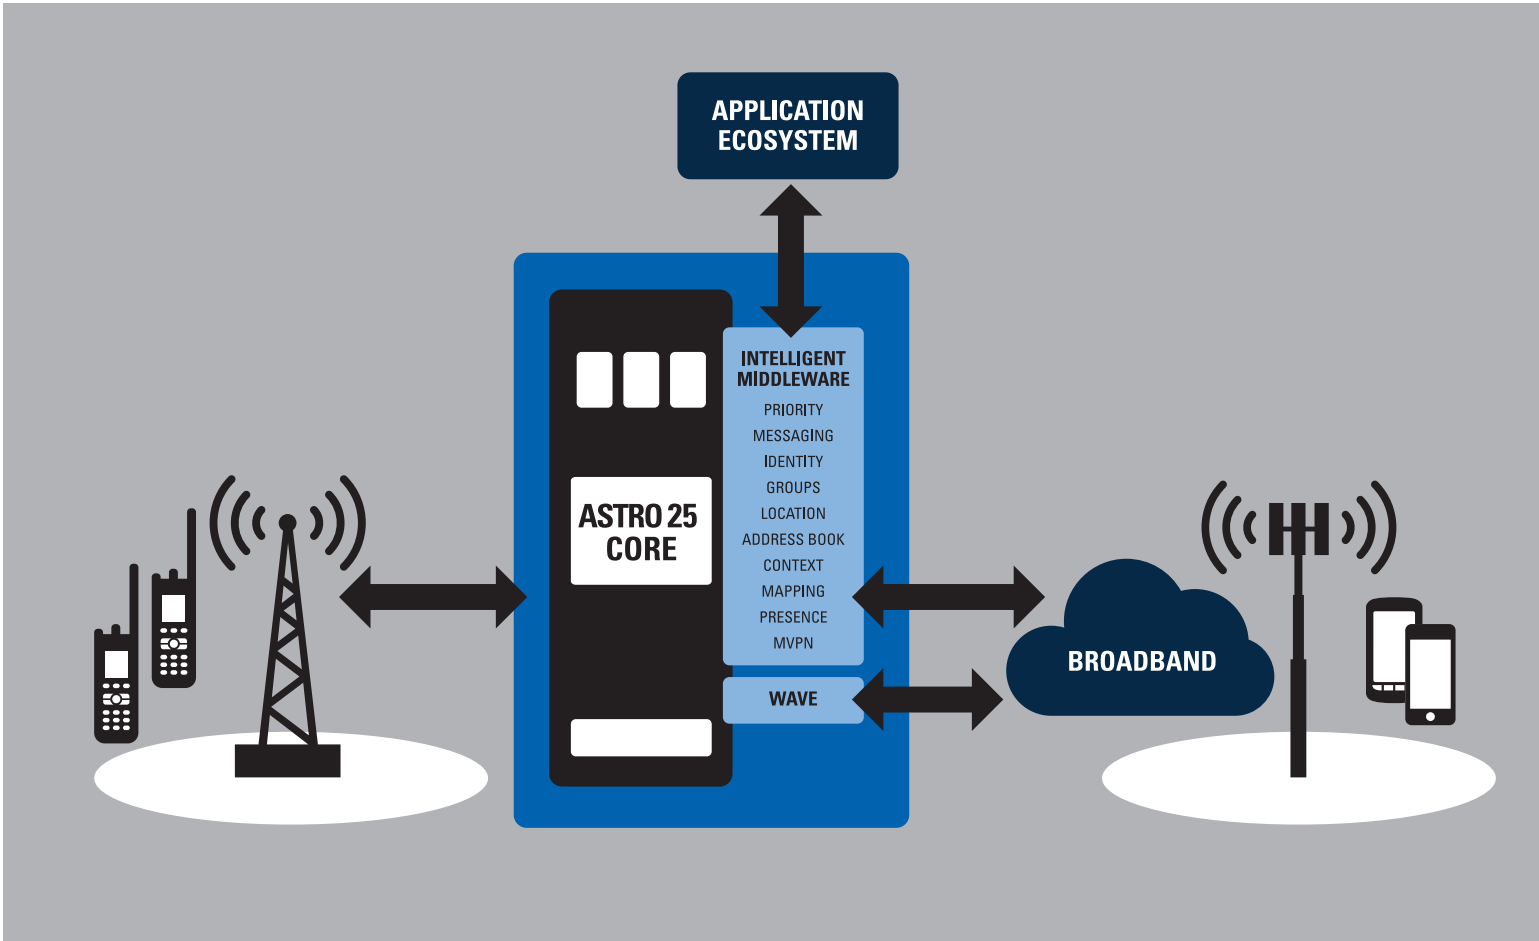 APPLICATION
ECOSYSTEM
INTELLIGENT
MIDDLEWARE
PRIORITY
MESSAGING
IDENTITY
GROUPS
LOCATION
ADDRESS BOOK
CONTEXT
MAPPING
PRESENCE
MVPN
ASTRO 25
CORE
WAVE
BROADBAND